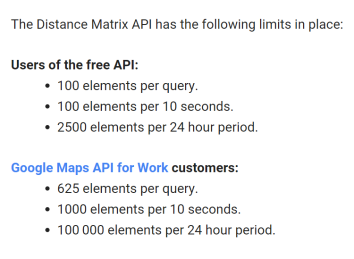 The Distance Matrix API has the following limits in place:
Users of the free API:
• 100 elements per query.
• 100 elements per 10 seconds.
• 2500 elements per 24 hour period.
Google Maps API for Work customers:
• 625 elements per query.
• 1000 elements per 10 seconds.
• 100 000 elements per 24 hour period.